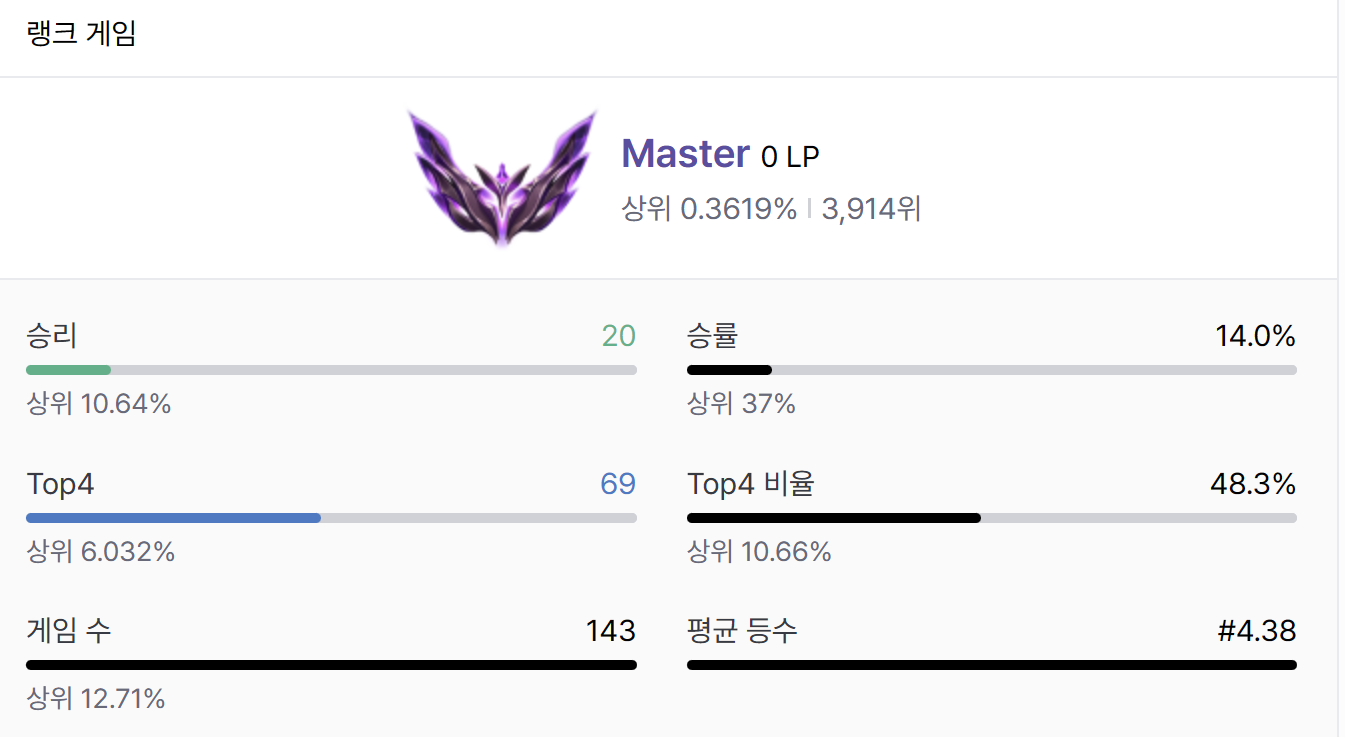 랭크 게임
Master 0 LP
상위 0.3619% | 3,914위
승리 20
상위 10.64%
승률 14.0%
상위 37%
Top4 69
상위 6.032%
Top4 비율 48.3%
상위 10.66%
게임 수 143
상위 12.71%
평균 등수 #4.38